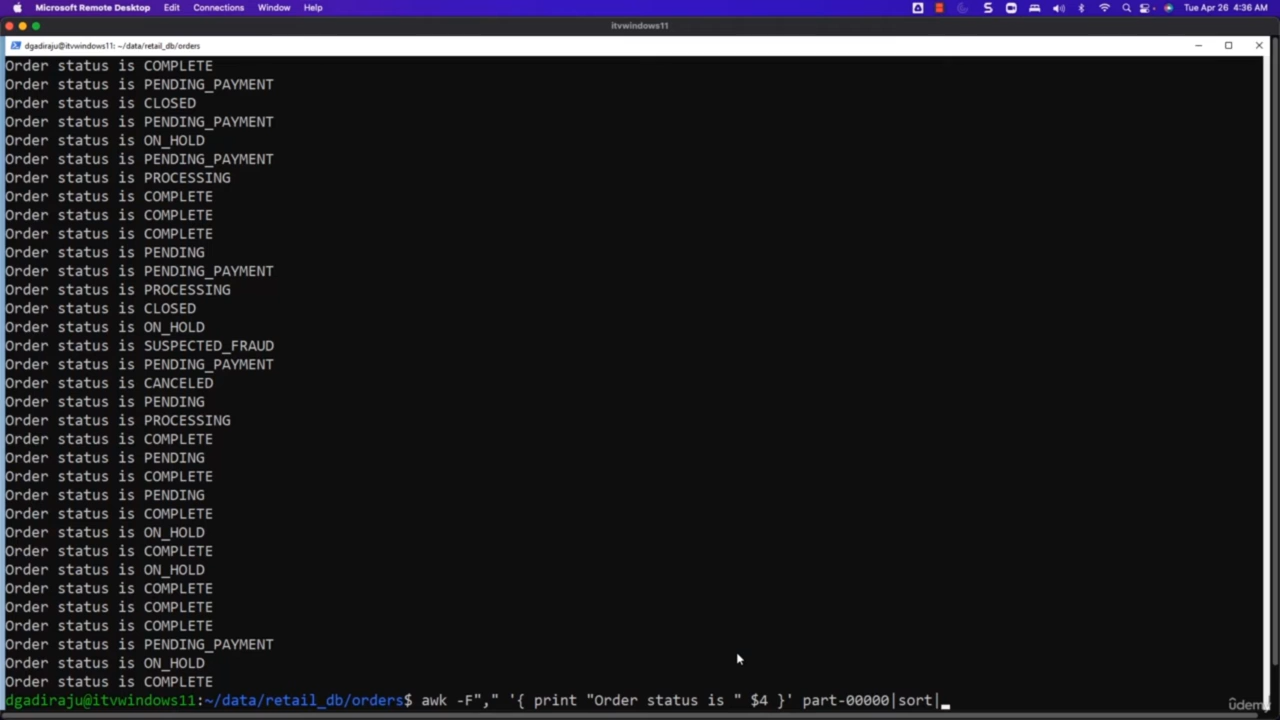 Microsoft Remote Desktop Edit Connections Window Help Tue Apr 26 4:36 AM
itvwindows11
dgadiraju@itvwindows11: ~/data/retail_db/orders
Order status is COMPLETE
Order status is PENDING_PAYMENT
Order status is CLOSED
Order status is PENDING_PAYMENT
Order status is ON_HOLD
Order status is PENDING_PAYMENT
Order status is PROCESSING
Order status is COMPLETE
Order status is COMPLETE
Order status is COMPLETE
Order status is PENDING
Order status is PENDING_PAYMENT
Order status is PROCESSING
Order status is CLOSED
Order status is ON_HOLD
Order status is SUSPECTED_FRAUD
Order status is PENDING_PAYMENT
Order status is CANCELED
Order status is PENDING
Order status is PROCESSING
Order status is COMPLETE
Order status is PENDING
Order status is COMPLETE
Order status is PENDING
Order status is COMPLETE
Order status is ON_HOLD
Order status is COMPLETE
Order status is ON_HOLD
Order status is COMPLETE
Order status is COMPLETE
Order status is COMPLETE
Order status is PENDING_PAYMENT
Order status is ON_HOLD
Order status is COMPLETE
dgadiraju@itvwindows11:~/data/retail_db/orders$ awk -F"," '{ print "Order status is " $4 }' part-00000|sort|
ûdemy